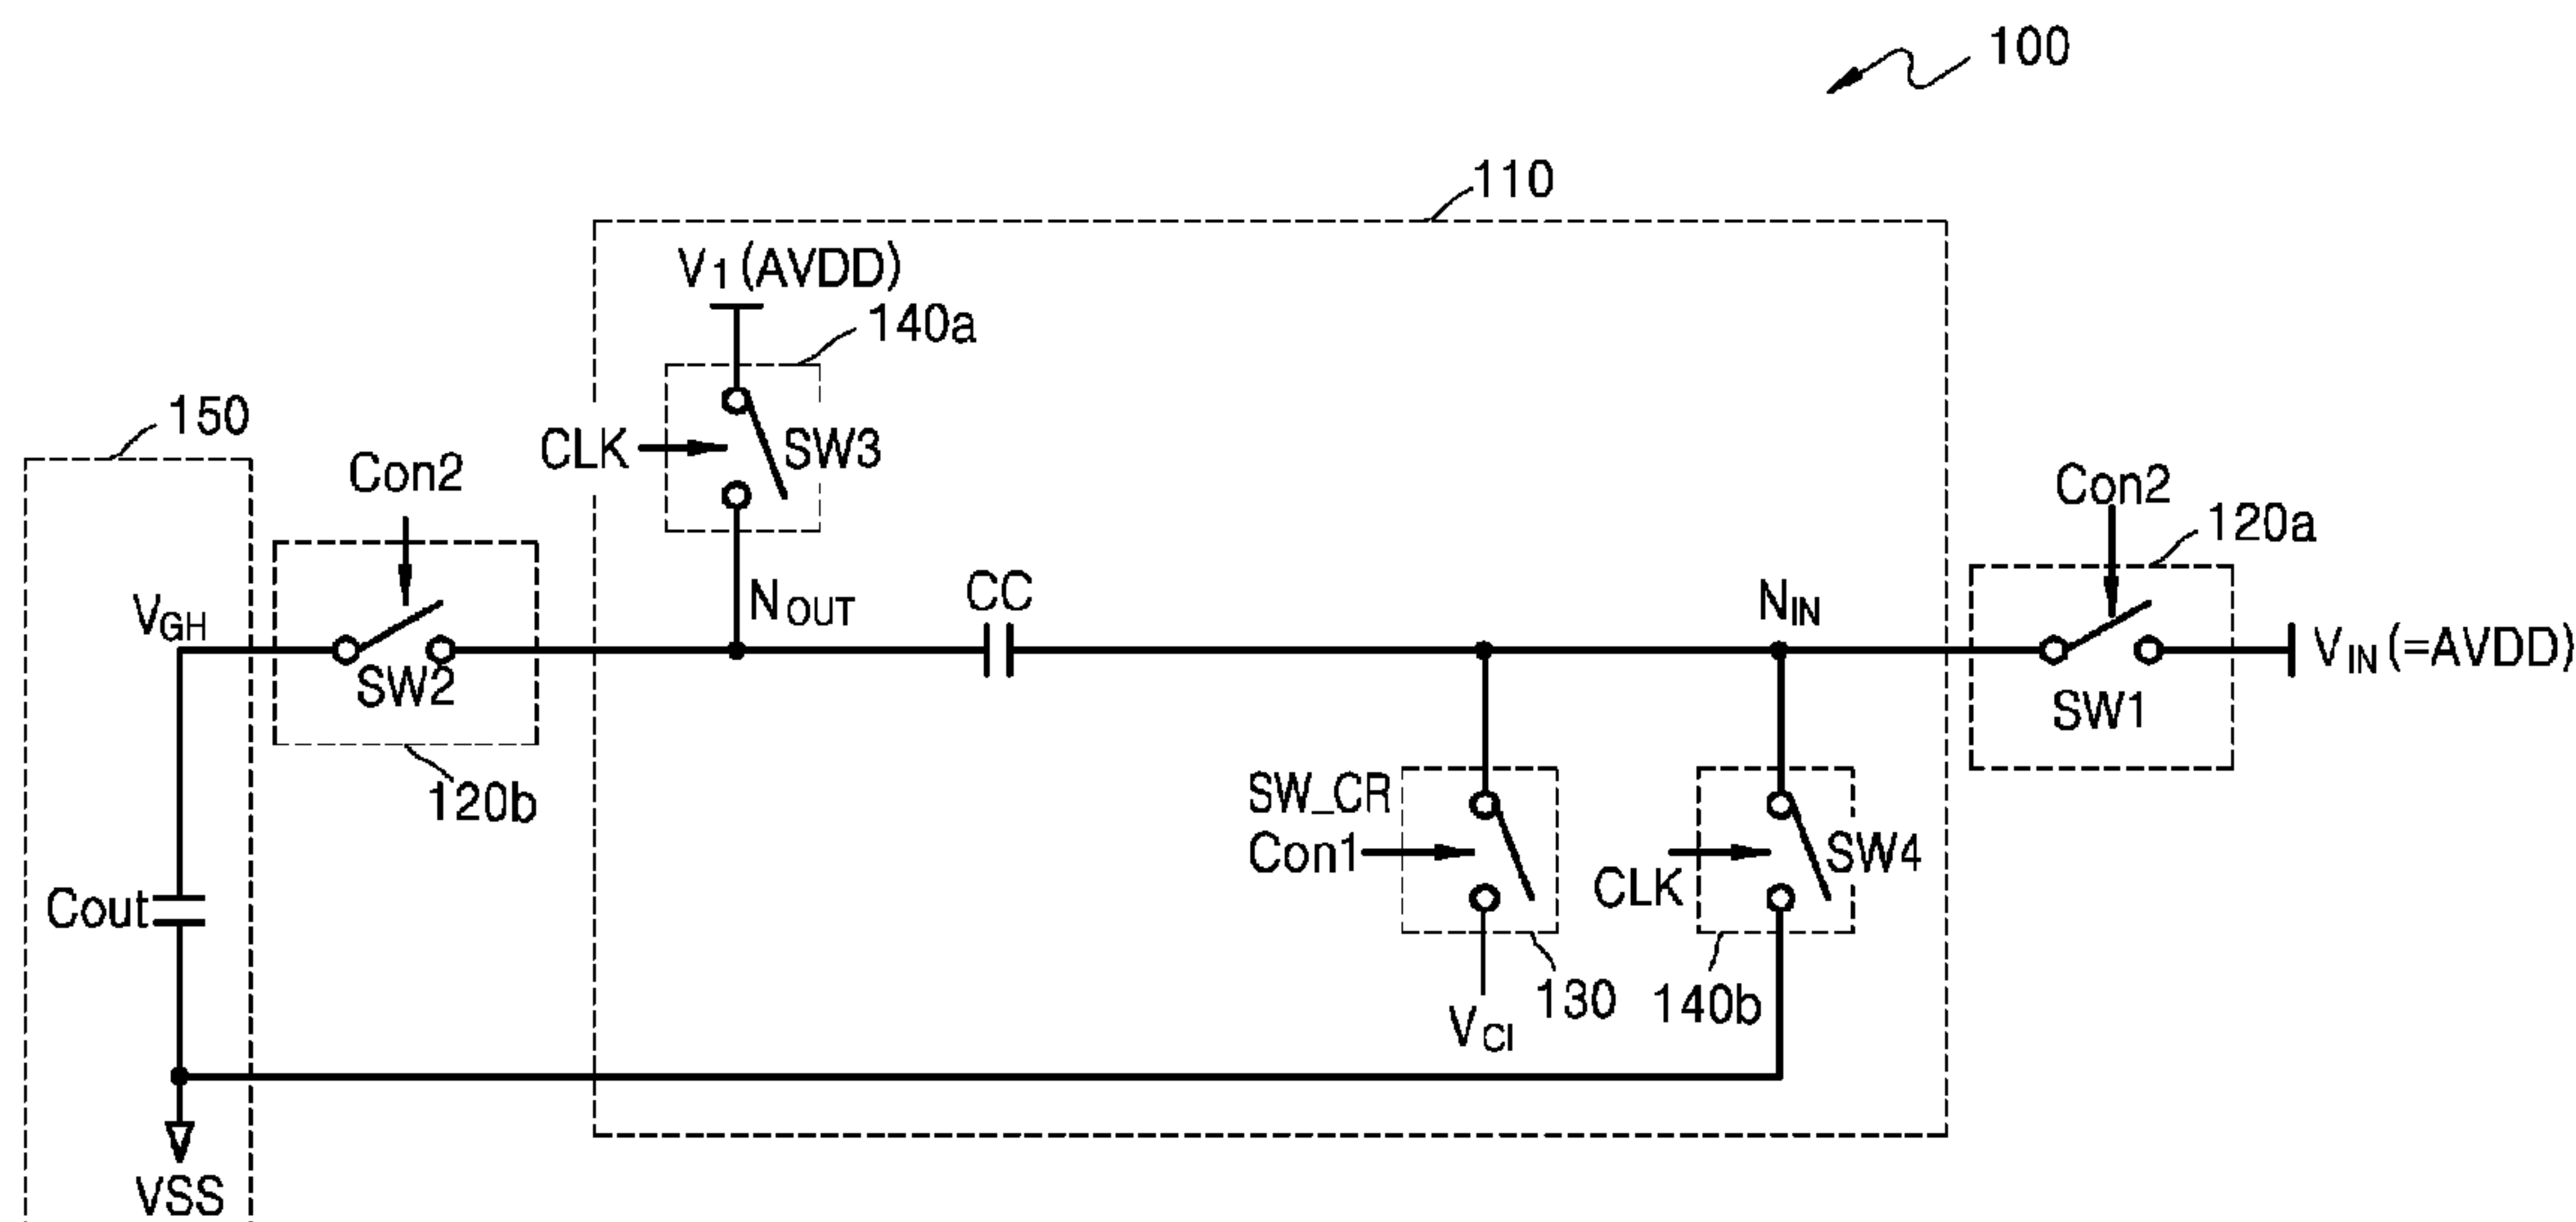 100
110
V1(AVDD)
140a
150
Con2
CLK
SW3
Con2
120a
VGH
NOUT
CC
NIN
VIN(=AVDD)
SW2
SW1
120b
SW_CR
Con1
SW4
CLK
Cout
130
140b
VCI
VSS